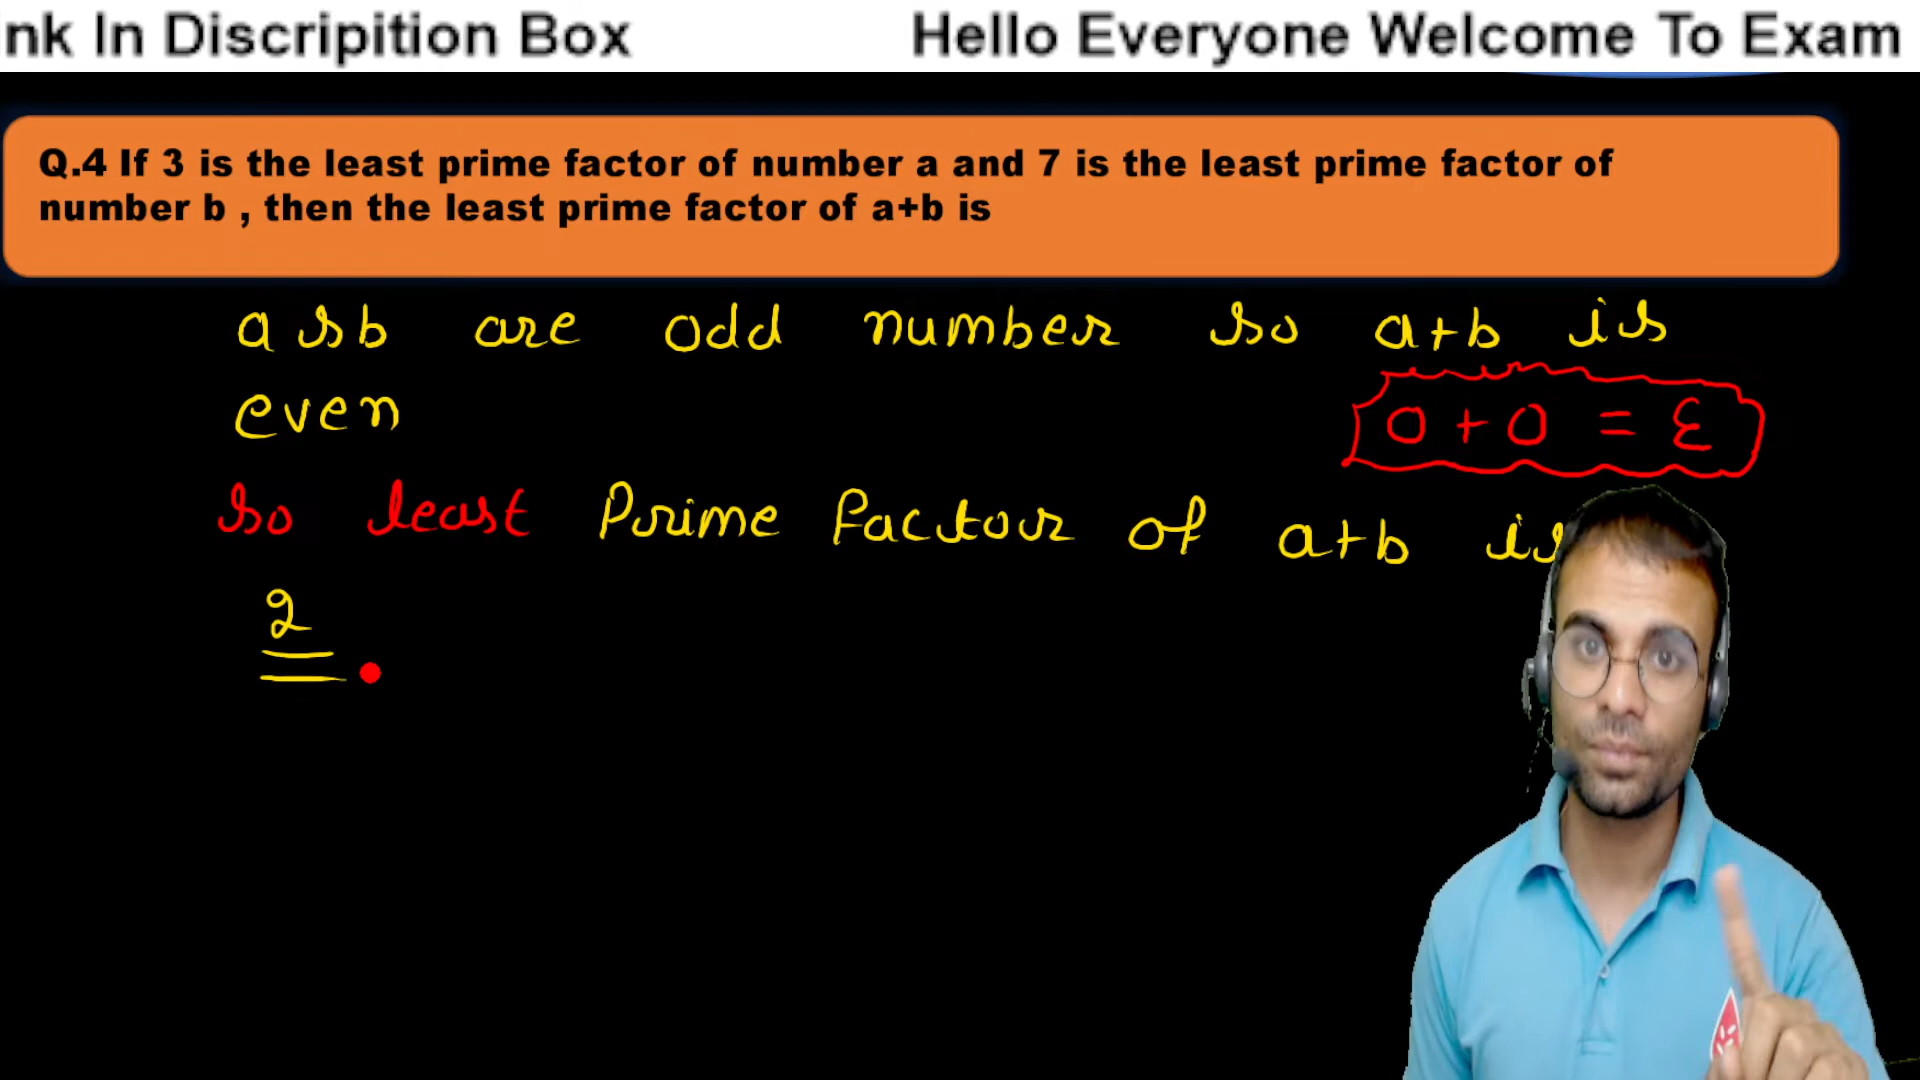 nk In Discripition Box Hello Everyone Welcome To Exam
Q.4 If 3 is the least prime factor of number a and 7 is the least prime factor of
number b , then the least prime factor of a+b is
a & b are odd number so a+b is
even
O + O = E
So least Prime Factor of a+b is
2